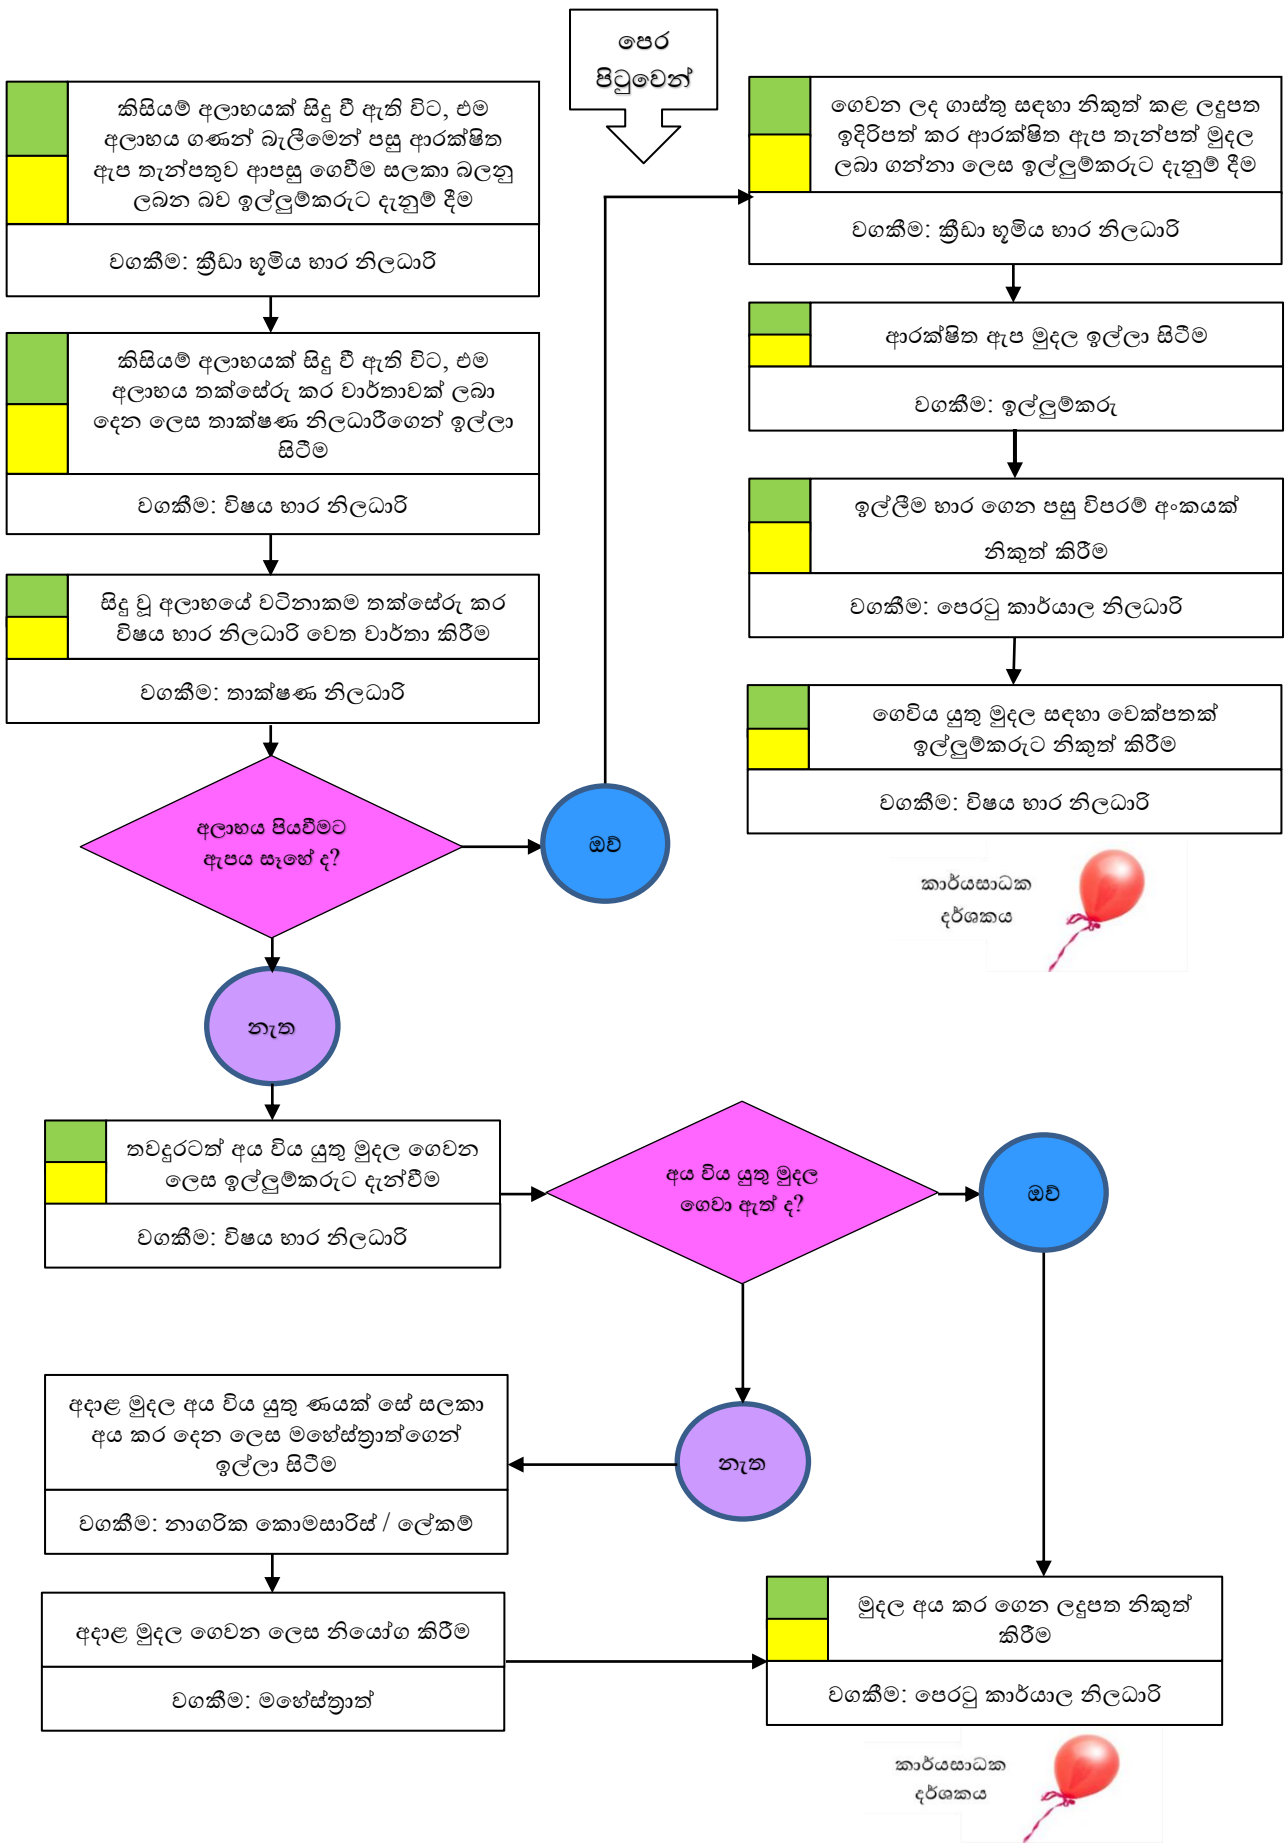 පෙර
පිටුවෙන්
කිසියම් අලාභයක් සිදු වී ඇති විට, එම
අලාභය ගණන් බැලීමෙන් පසු ආරක්ෂිත
ඇප තැන්පතුව ආපසු ගෙවීම සලකා බලනු
ලබන බව ඉල්ලුම්කරුට දැනුම් දීම
වගකීම: ක්‍රීඩා භූමිය භාර නිලධාරි
කිසියම් අලාභයක් සිදු වී ඇති විට, එම
අලාභය තක්සේරු කර වාර්තාවක් ලබා
දෙන ලෙස තාක්ෂණ නිලධාරීගෙන් ඉල්ලා
සිටීම
වගකීම: විෂය භාර නිලධාරි
සිදු වූ අලාභයේ වටිනාකම තක්සේරු කර
විෂය භාර නිලධාරි වෙත වාර්තා කිරීම
වගකීම: තාක්ෂණ නිලධාරි
අලාභය පියවීමට
ඇපය සෑහේ ද?
ඔව්
ගෙවන ලද ගාස්තු සඳහා නිකුත් කළ ලදුපත
ඉදිරිපත් කර ආරක්ෂිත ඇප තැන්පත් මුදල
ලබා ගන්නා ලෙස ඉල්ලුම්කරුට දැනුම් දීම
වගකීම: ක්‍රීඩා භූමිය භාර නිලධාරි
ආරක්ෂිත ඇප මුදල ඉල්ලා සිටීම
වගකීම: ඉල්ලුම්කරු
ඉල්ලීම භාර ගෙන පසු විපරම් අංකයක්
නිකුත් කිරීම
වගකීම: පෙරටු කාර්යාල නිලධාරි
ගෙවිය යුතු මුදල සඳහා චෙක්පතක්
ඉල්ලුම්කරුට නිකුත් කිරීම
වගකීම: විෂය භාර නිලධාරි
කාර්යසාධක
දර්ශකය
නැත
තවදුරටත් අය විය යුතු මුදල ගෙවන
ලෙස ඉල්ලුම්කරුට දැන්වීම
වගකීම: විෂය භාර නිලධාරි
අය විය යුතු මුදල
ගෙවා ඇත් ද?
ඔව්
නැත
අදාළ මුදල අය විය යුතු ණයක් සේ සලකා
අය කර දෙන ලෙස මහේස්ත්‍රාත්ගෙන්
ඉල්ලා සිටීම
වගකීම: නාගරික කොමසාරිස් / ලේකම්
අදාළ මුදල ගෙවන ලෙස නියෝග කිරීම
වගකීම: මහේස්ත්‍රාත්
මුදල අය කර ගෙන ලදුපත නිකුත්
කිරීම
වගකීම: පෙරටු කාර්යාල නිලධාරි
කාර්යසාධක
දර්ශකය